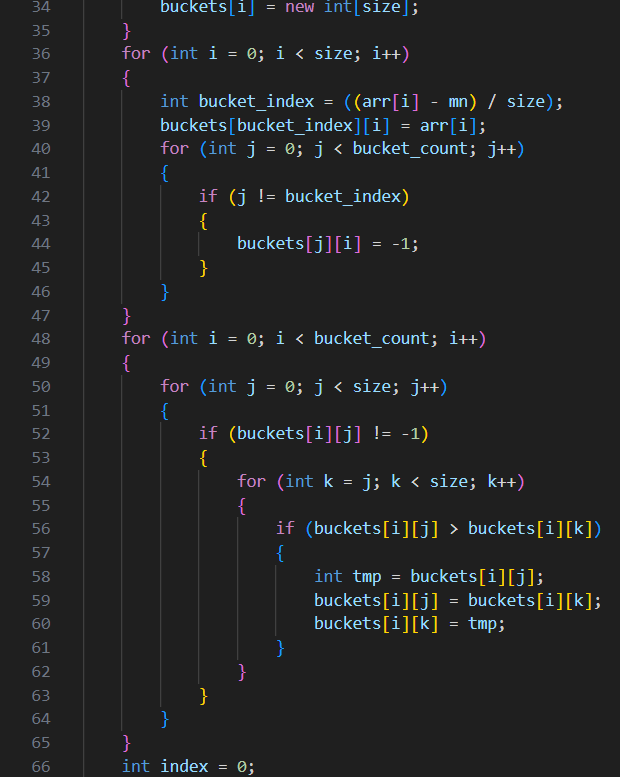 34 buckets[i] = new int[size];
35 }
36 for (int i = 0; i < size; i++)
37 {
38 int bucket_index = ((arr[i] - mn) / size);
39 buckets[bucket_index][i] = arr[i];
40 for (int j = 0; j < bucket_count; j++)
41 {
42 if (j != bucket_index)
43 {
44 buckets[j][i] = -1;
45 }
46 }
47 }
48 for (int i = 0; i < bucket_count; i++)
49 {
50 for (int j = 0; j < size; j++)
51 {
52 if (buckets[i][j] != -1)
53 {
54 for (int k = j; k < size; k++)
55 {
56 if (buckets[i][j] > buckets[i][k])
57 {
58 int tmp = buckets[i][j];
59 buckets[i][j] = buckets[i][k];
60 buckets[i][k] = tmp;
61 }
62 }
63 }
64 }
65 }
66 int index = 0;